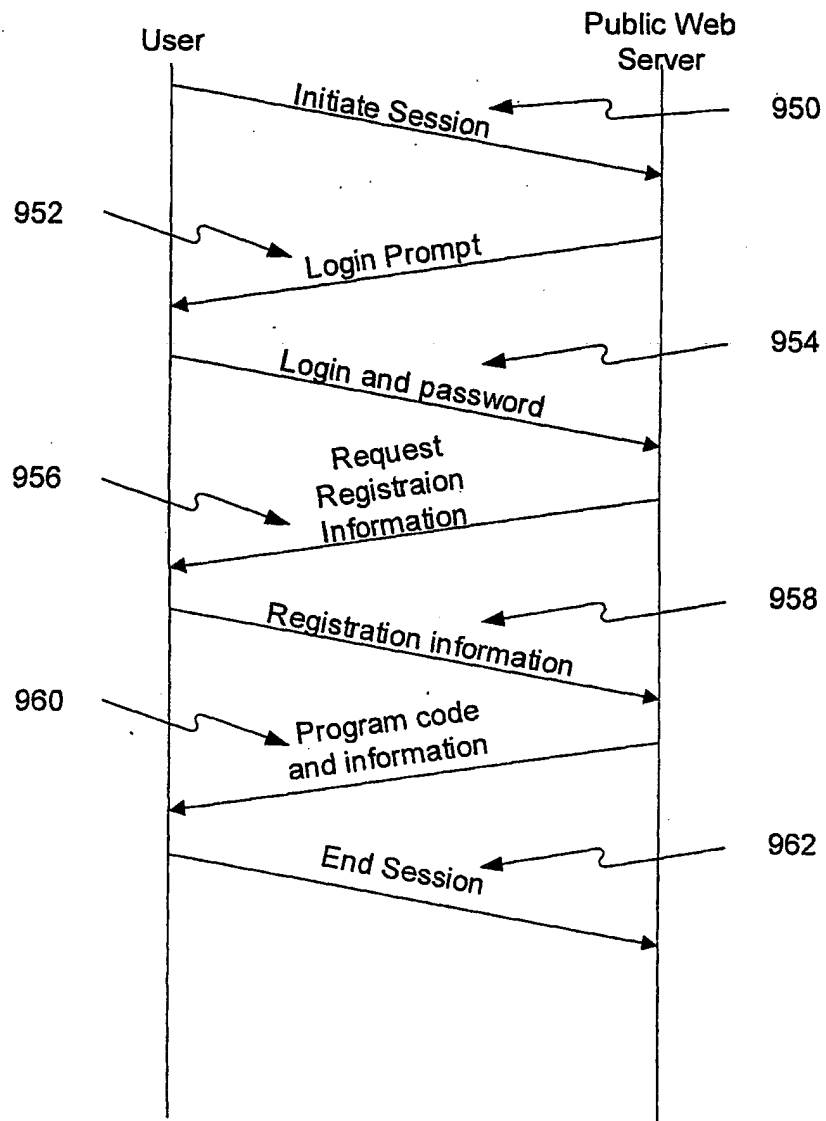 User
Public Web
Server
Initiate Session
950
952
Login Prompt
954
Login and password
956
Request
Registraion
Information
958
Registration information
960
Program code
and information
962
End Session